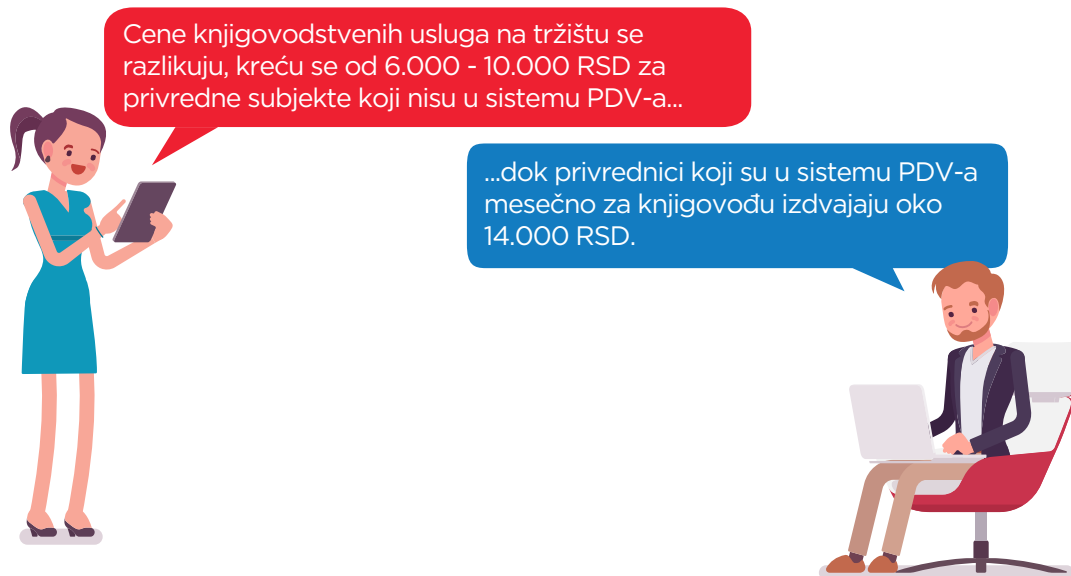 Cene knjigovodstvenih usluga na tržištu se
razlikuju, kreću se od 6.000 - 10.000 RSD za
privredne subjekte koji nisu u sistemu PDV-a...
...dok privrednici koji su u sistemu PDV-a
mesečno za knjigovođu izdvajaju oko
14.000 RSD.